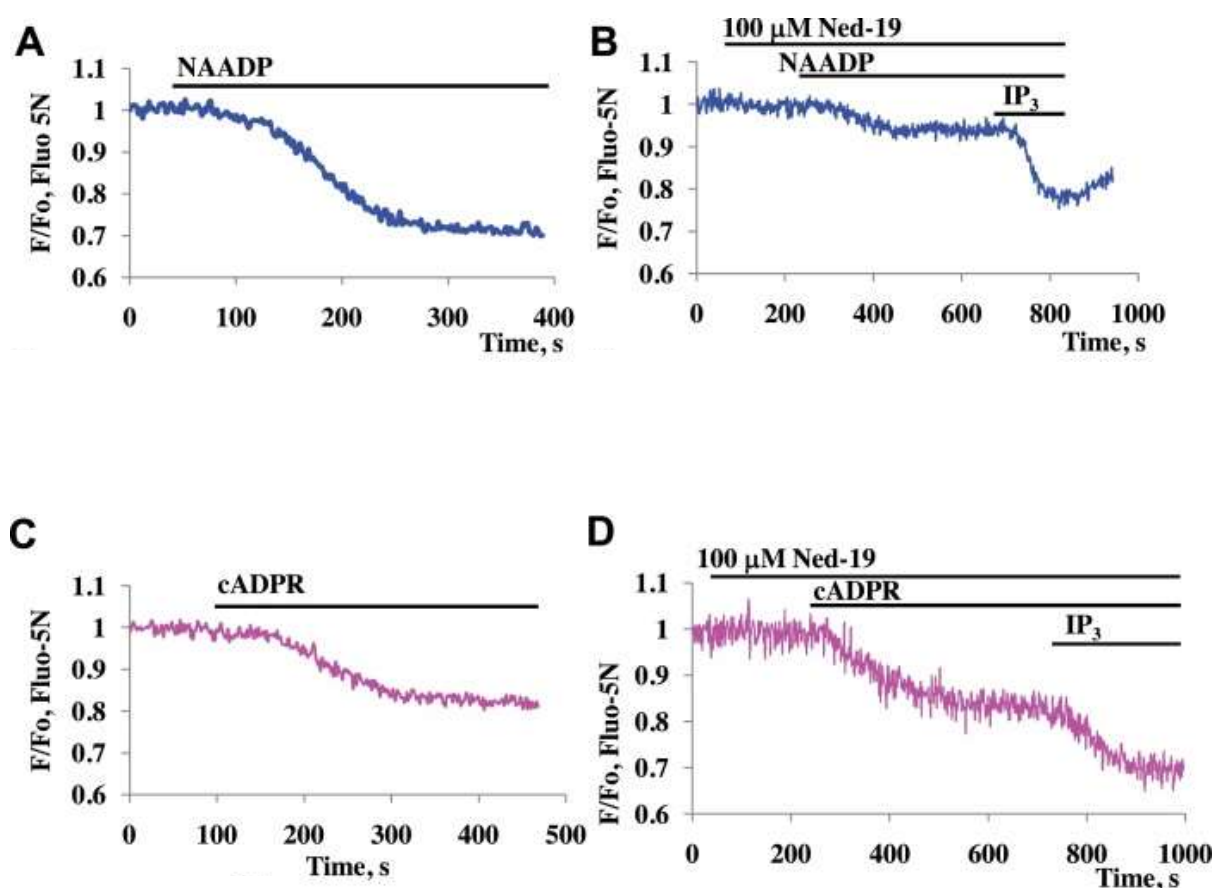 A
NAADP
1.1
1
0.9
0.8
0.7
0.6
F/Fo, Fluo 5N
0 100 200 300 400
Time, s
B
100 µM Ned-19
NAADP
IP3
1.1
1
0.9
0.8
0.7
0.6
F/Fo, Fluo-5N
0 200 400 600 800 1000
Time, s
C
cADPR
1.1
1
0.9
0.8
0.7
0.6
F/Fo, Fluo-5N
0 100 200 300 400 500
Time, s
D
100 µM Ned-19
cADPR
IP3
1.1
1
0.9
0.8
0.7
0.6
F/Fo, Fluo-5N
0 200 400 600 800 1000
Time, s